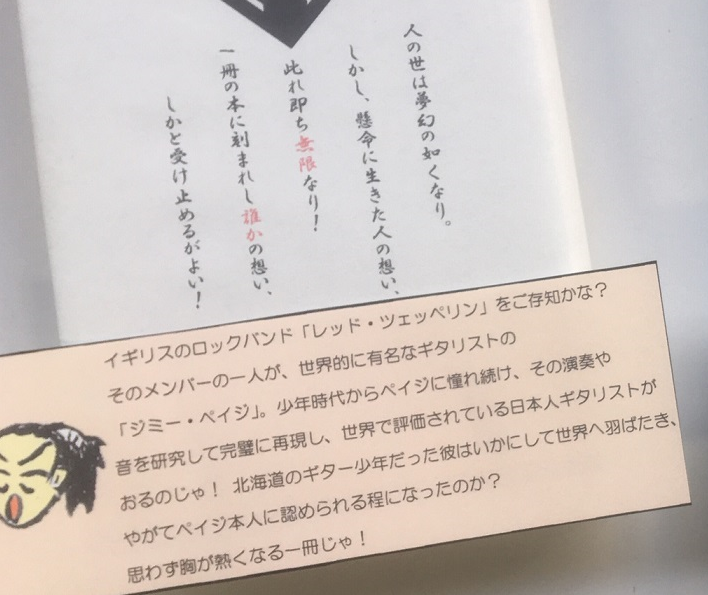 人の世は夢幻の如くなり。
しかし、懸命に生きた人の想い、
此れ即ち無限なり！
一冊の本に刻まれし誰かの想い、
しかと受け止めるがよい！
イギリスのロックバンド「レッド・ツェッペリン」をご存知かな？
そのメンバーの一人が、世界的に有名なギタリストの
「ジミー・ペイジ」。少年時代からペイジに憧れ続け、その演奏や
音を研究して完璧に再現し、世界で評価されている日本人ギタリストが
おるのじゃ！ 北海道のギター少年だった彼はいかにして世界へ羽ばたき、
やがてペイジ本人に認められる程になったのか？
思わず胸が熱くなる一冊じゃ！